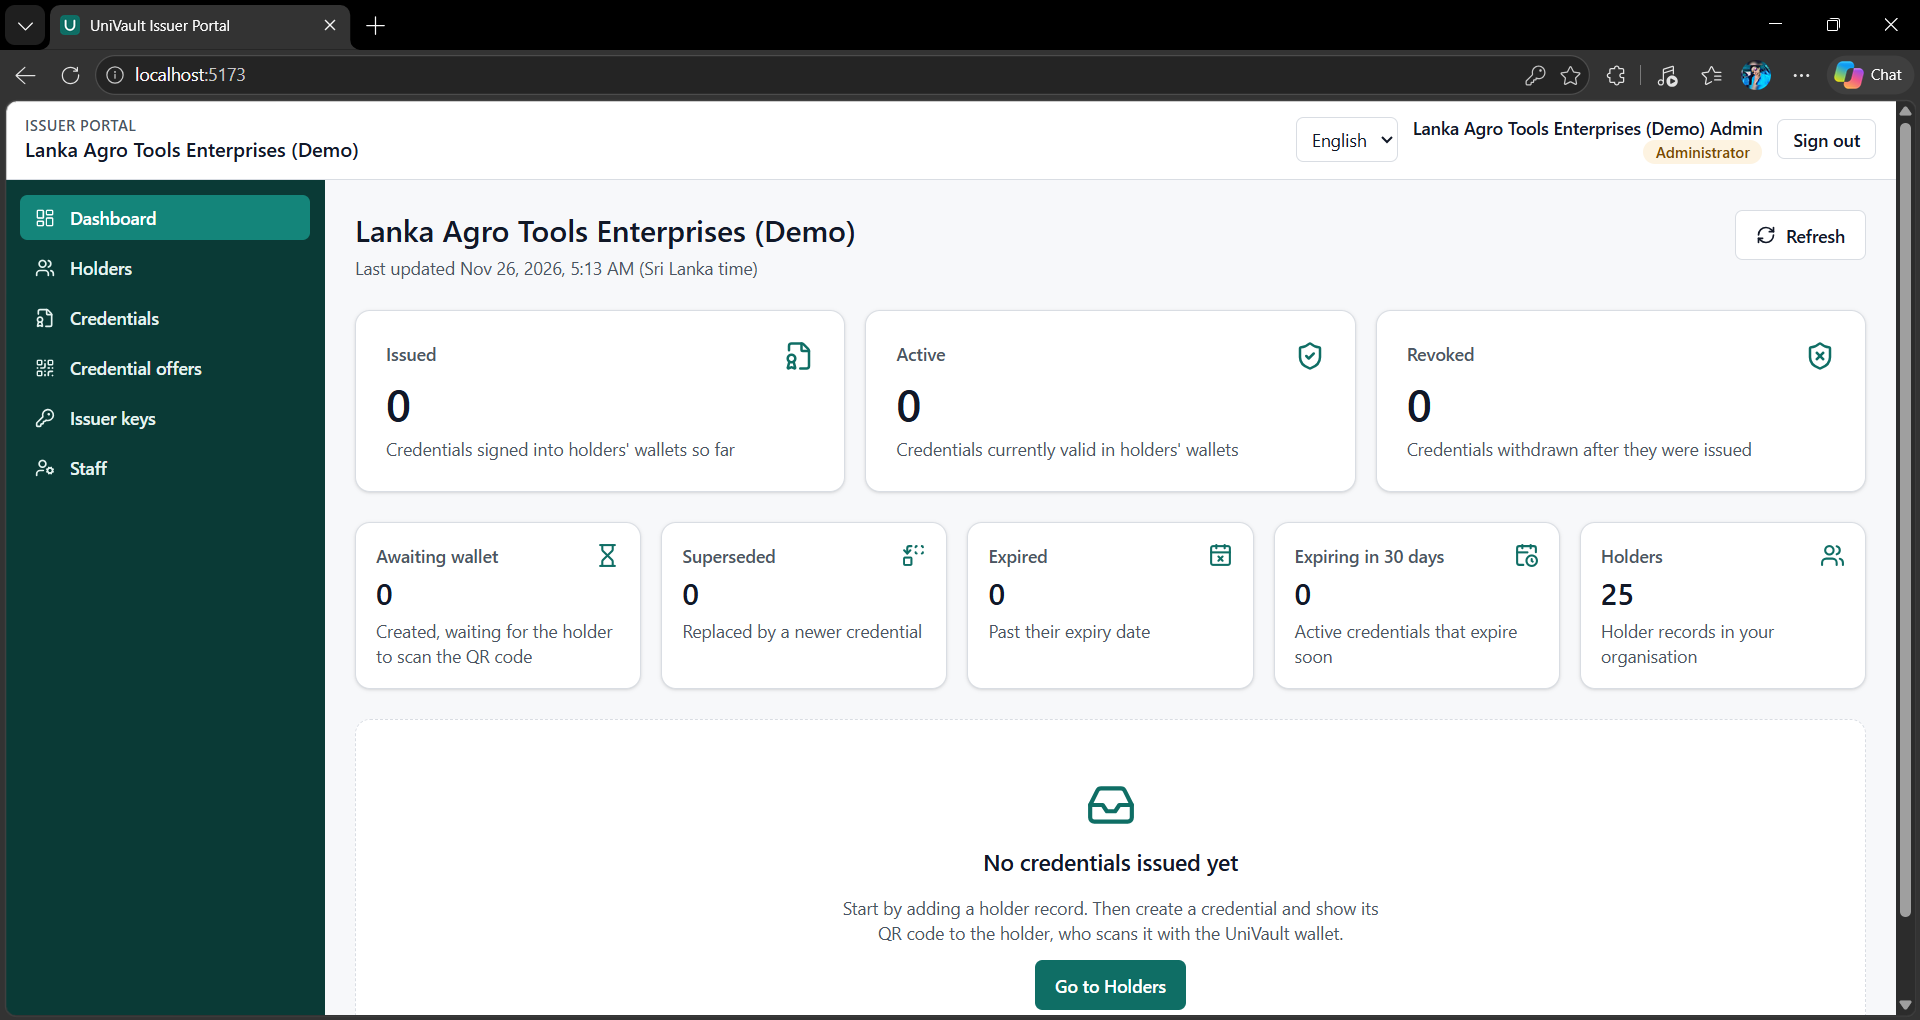 UniVault Issuer Portal
localhost:5173
Chat
ISSUER PORTAL
Lanka Agro Tools Enterprises (Demo)
English
Lanka Agro Tools Enterprises (Demo) Admin
Administrator
Sign out
Dashboard
Holders
Credentials
Credential offers
Issuer keys
Staff
Lanka Agro Tools Enterprises (Demo)
Last updated Nov 26, 2026, 5:13 AM (Sri Lanka time)
Refresh
Issued
0
Credentials signed into holders' wallets so far
Active
0
Credentials currently valid in holders' wallets
Revoked
0
Credentials withdrawn after they were issued
Awaiting wallet
0
Created, waiting for the holder
to scan the QR code
Superseded
0
Replaced by a newer credential
Expired
0
Past their expiry date
Expiring in 30 days
0
Active credentials that expire
soon
Holders
25
Holder records in your
organisation
No credentials issued yet
Start by adding a holder record. Then create a credential and show its
QR code to the holder, who scans it with the UniVault wallet.
Go to Holders